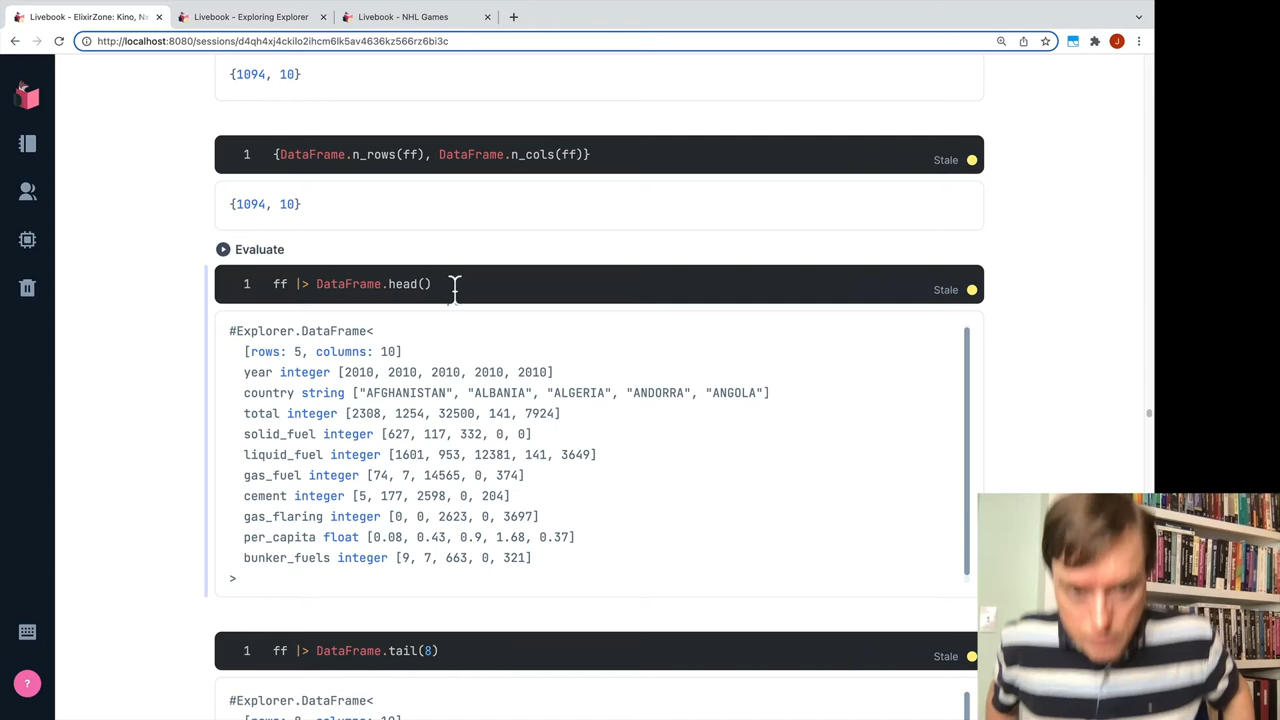 Livebook - ElixirZone: Kino, Nx
Livebook - Exploring Explorer
Livebook - NHL Games
http://localhost:8080/sessions/d4qh4xj4ckilo2ihcm6lk5av4636kz566rz6bi3c
J
{1094, 10}
1 {DataFrame.n_rows(ff), DataFrame.n_cols(ff)}
Stale
{1094, 10}
Evaluate
1 ff |> DataFrame.head()
Stale
#Explorer.DataFrame<
[rows: 5, columns: 10]
year integer [2010, 2010, 2010, 2010, 2010]
country string ["AFGHANISTAN", "ALBANIA", "ALGERIA", "ANDORRA", "ANGOLA"]
total integer [2308, 1254, 32500, 141, 7924]
solid_fuel integer [627, 117, 332, 0, 0]
liquid_fuel integer [1601, 953, 12381, 141, 3649]
gas_fuel integer [74, 7, 14565, 0, 374]
cement integer [5, 177, 2598, 0, 204]
gas_flaring integer [0, 0, 2623, 0, 3697]
per_capita float [0.08, 0.43, 0.9, 1.68, 0.37]
bunker_fuels integer [9, 7, 663, 0, 321]
>
1 ff |> DataFrame.tail(8)
Stale
#Explorer.DataFrame<
?